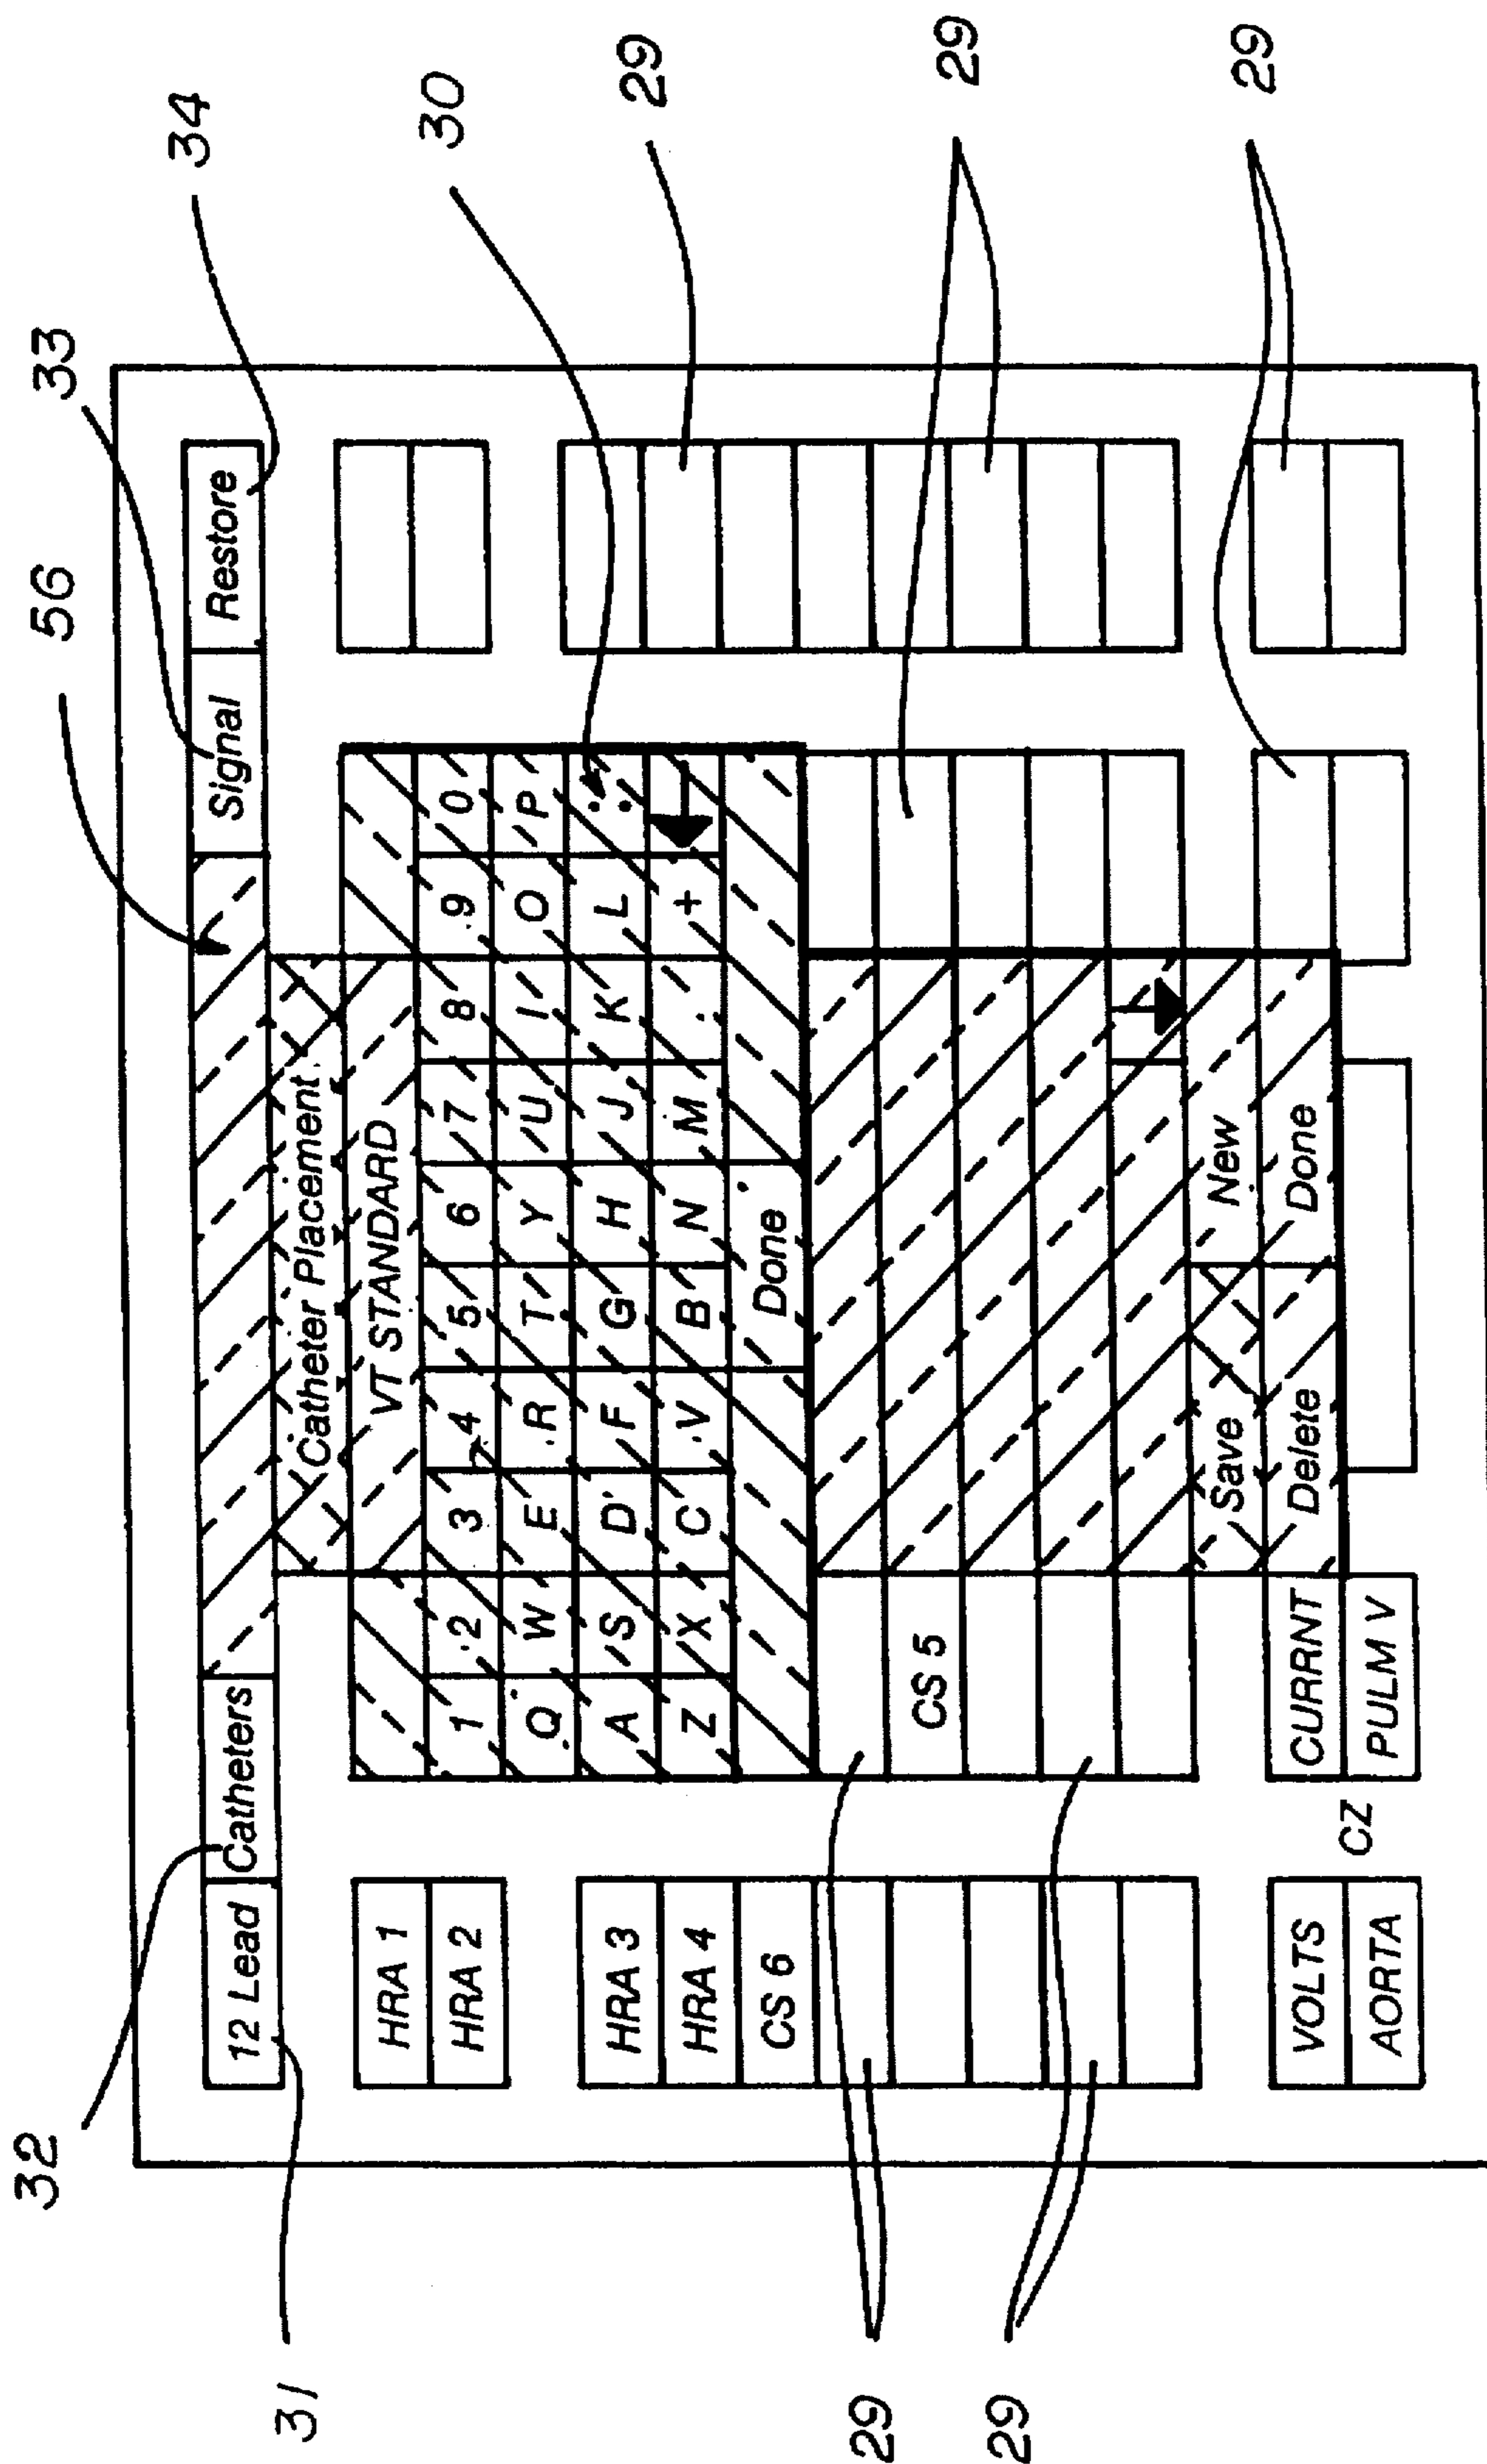 32 56 33 34
31 30
12 Lead Catheters Signal Restore
Catheter Placement
HRA 1 VT STANDARD
HRA 2 1 2 3 4 5 6 7 8 9 0
Q W E R T Y U I O P
HRA 3 A S D F G H J K L :
HRA 4 Z X C V B N M . +
CS 6 Done
CS 5
Save New
VOLTS CURRNT Delete Done
AORTA CZ PULM V
29 29 29 29 29